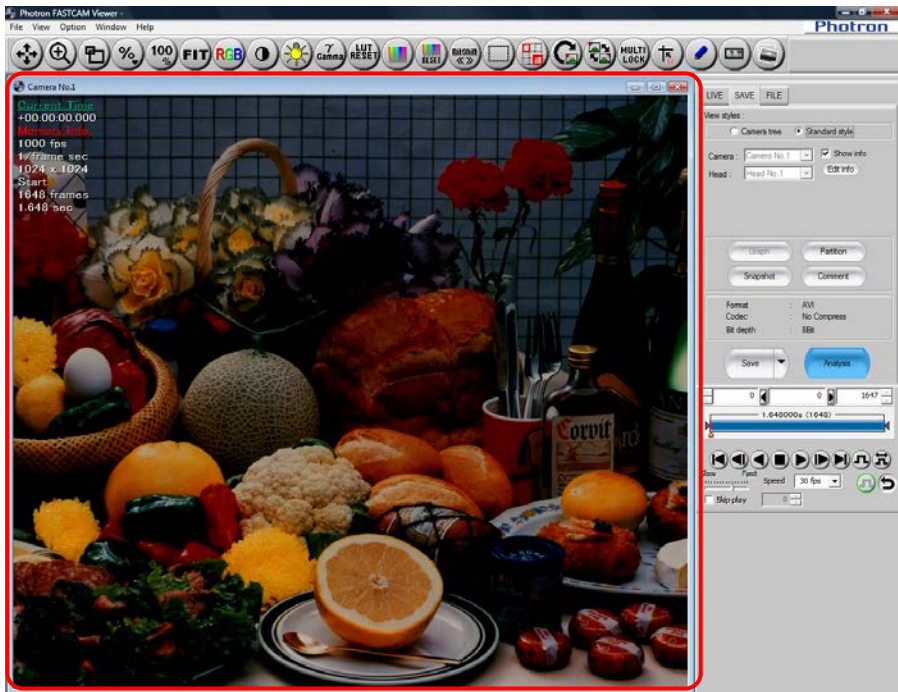 Photron FASTCAM Viewer -
File View Option Window Help
Photron
% 100% FIT RGB γ Gamma LUT RESET RESET MULTI LOCK
Camera No.1
Current Time
+00:00:00.000
Memory Info.
1000 fps
1/frame sec
1024 x 1024
Start
1648 frames
1.648 sec
Corvit
LIVE SAVE FILE
View styles :
Camera tree Standard style
Camera : Camera No.1 Show info
Head : Head No.1 Edit info
Graph Partition
Snapshot Comment
Format : AVI
Codec : No Compress
Bit depth : 8Bit
Save Analysis
0 0 1647
1.648000s (1648)
Slow Fast
Speed 30 fps
Skip play 0